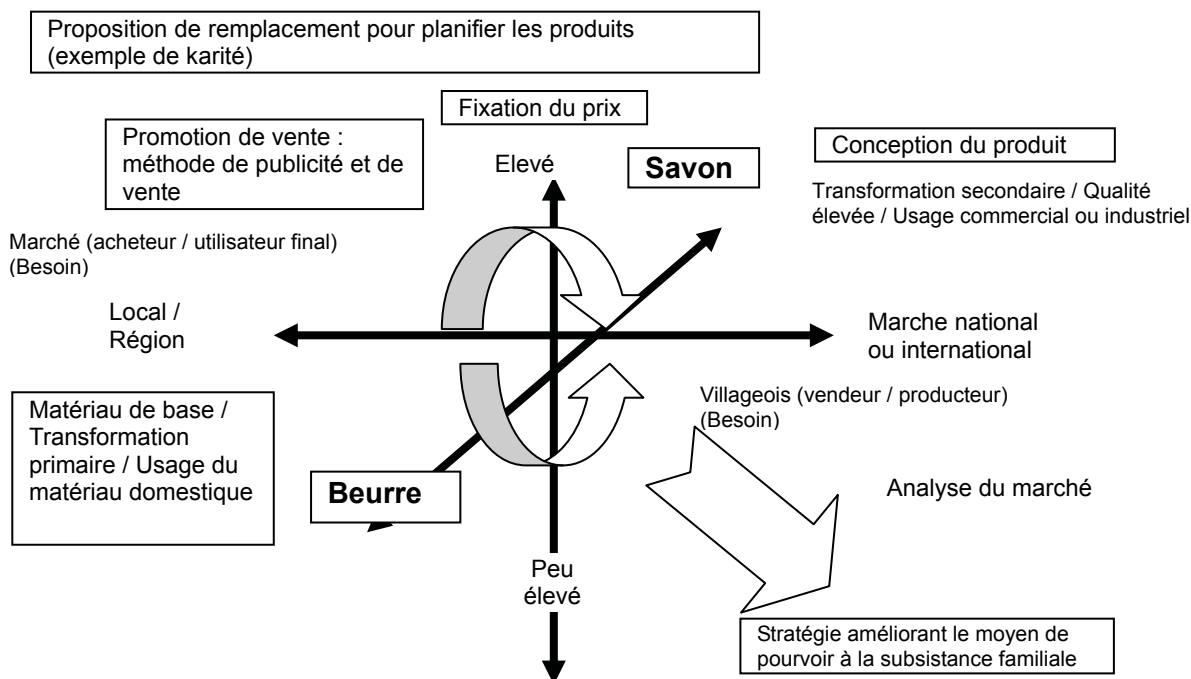 Proposition de remplacement pour planifier les produits
(exemple de karité)
Fixation du prix
Promotion de vente :
méthode de publicité et de
vente
Elevé
Savon
Conception du produit
Transformation secondaire / Qualité
élevée / Usage commercial ou industriel
Marché (acheteur / utilisateur final)
(Besoin)
Local /
Région
Marche national
ou international
Villageois (vendeur / producteur)
(Besoin)
Matériau de base /
Transformation
primaire / Usage du
matériau domestique
Beurre
Analyse du marché
Peu
élevé
Stratégie améliorant le moyen de
pourvoir à la subsistance familiale